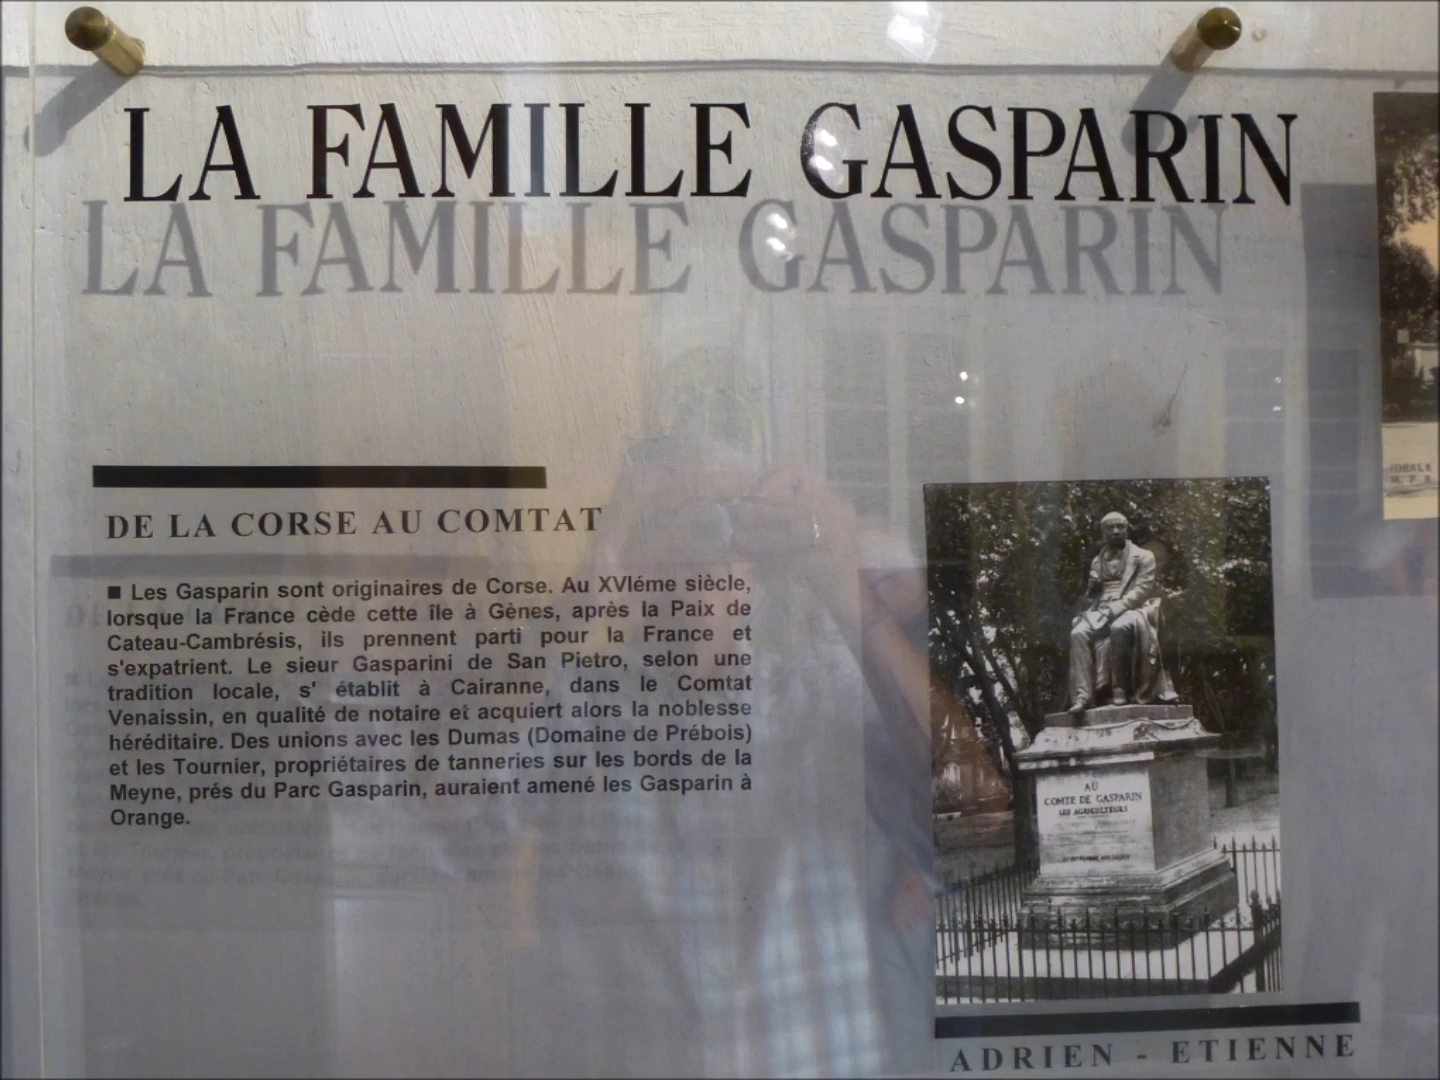 LA FAMILLE GASPARIN
DE LA CORSE AU COMTAT
■ Les Gasparin sont originaires de Corse. Au XVIéme siècle,
lorsque la France cède cette île à Gènes, après la Paix de
Cateau-Cambrésis, ils prennent parti pour la France et
s'expatrient. Le sieur Gasparini de San Pietro, selon une
tradition locale, s' établit à Cairanne, dans le Comtat
Venaissin, en qualité de notaire et acquiert alors la noblesse
héréditaire. Des unions avec les Dumas (Domaine de Prébois)
et les Tournier, propriétaires de tanneries sur les bords de la
Meyne, prés du Parc Gasparin, auraient amené les Gasparin à
Orange.
AU
COMTE DE GASPARIN
LES AGRICULTEURS
ADRIEN - ETIENNE